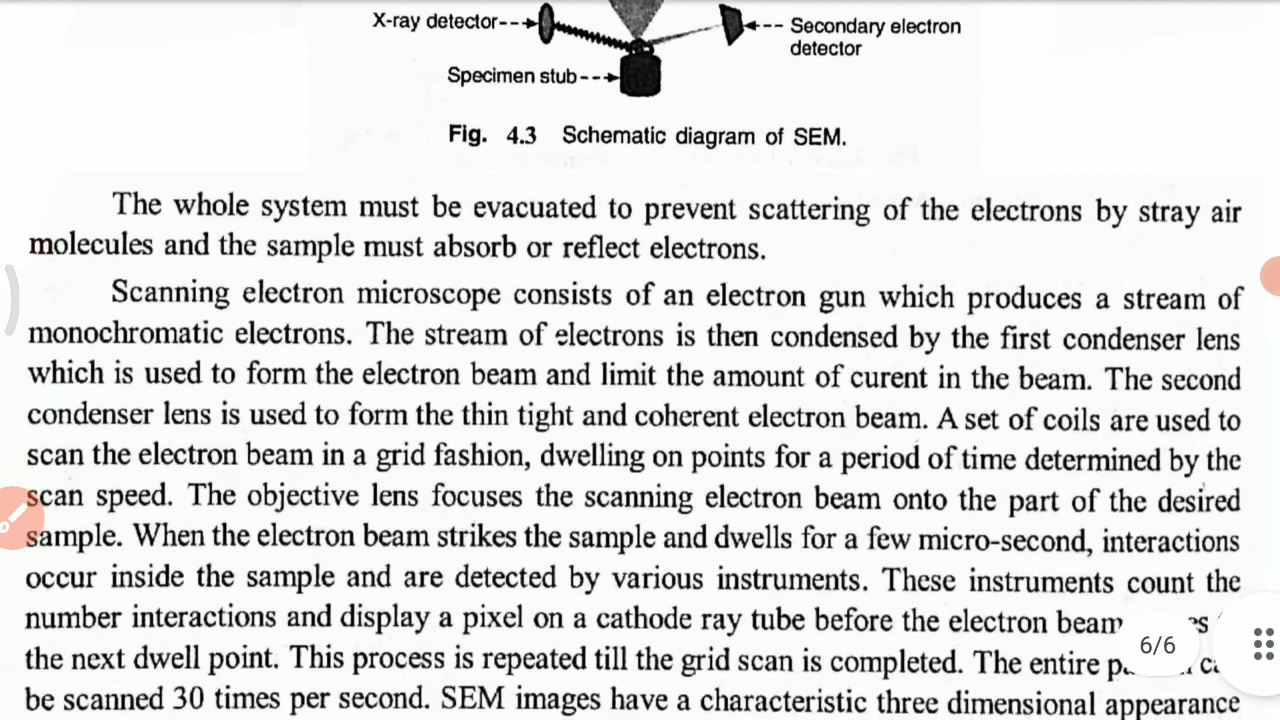 X-ray detector
Secondary electron
detector
Specimen stub
Fig. 4.3 Schematic diagram of SEM.
The whole system must be evacuated to prevent scattering of the electrons by stray air
molecules and the sample must absorb or reflect electrons.
Scanning electron microscope consists of an electron gun which produces a stream of
monochromatic electrons. The stream of electrons is then condensed by the first condenser lens
which is used to form the electron beam and limit the amount of curent in the beam. The second
condenser lens is used to form the thin tight and coherent electron beam. A set of coils are used to
scan the electron beam in a grid fashion, dwelling on points for a period of time determined by the
scan speed. The objective lens focuses the scanning electron beam onto the part of the desired
sample. When the electron beam strikes the sample and dwells for a few micro-second, interactions
occur inside the sample and are detected by various instruments. These instruments count the
number interactions and display a pixel on a cathode ray tube before the electron beam
6/6
the next dwell point. This process is repeated till the grid scan is completed. The entire
be scanned 30 times per second. SEM images have a characteristic three dimensional appearance